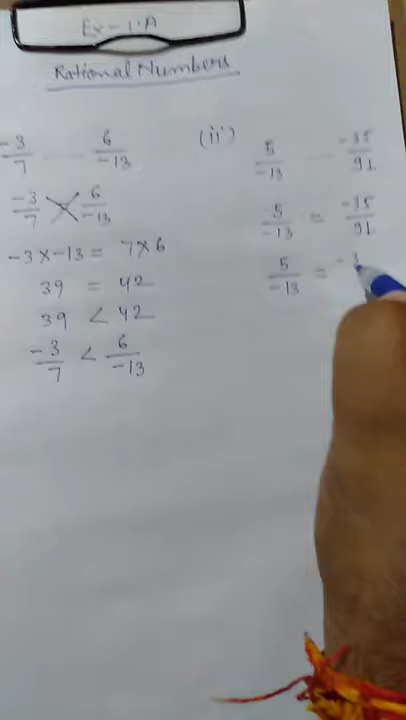 Ex-1.A
Rational Numbers
-3/7 ..... 6/-13
-3/7 6/-13
-3 × -13 = 7×6
39 = 42
39 < 42
-3/7 < 6/-13
(ii) 5/-13 ... -35/91
5/-13 = -35/91
5/-13 = -3